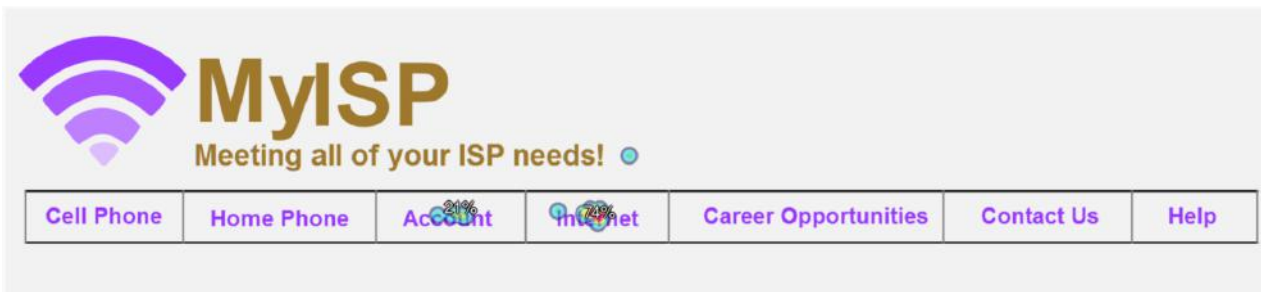 MyISP
Meeting all of your ISP needs!
Cell Phone Home Phone Account Internet Career Opportunities Contact Us Help
21% 74%